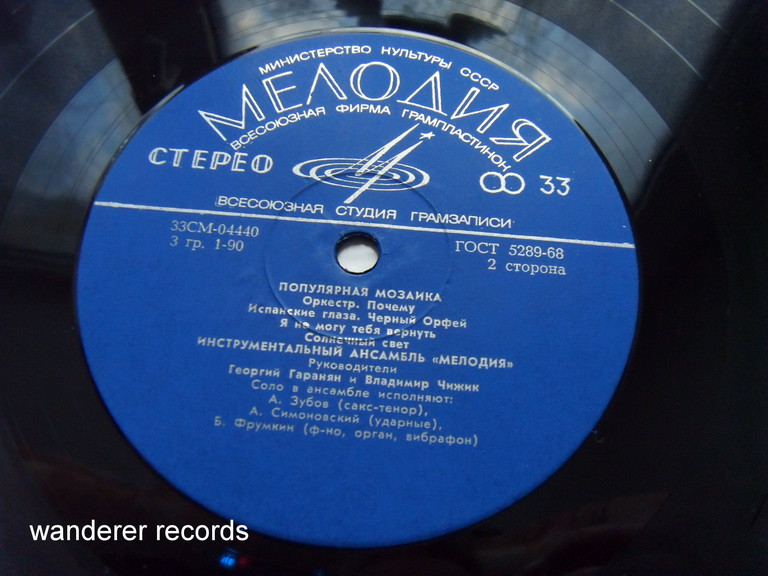 МИНИСТЕРСТВО КУЛЬТУРЫ СССР
МЕЛОДИЯ
ВСЕСОЮЗНАЯ ФИРМА ГРАМПЛАСТИНОК
СТЕРЕО
33
ВСЕСОЮЗНАЯ СТУДИЯ ГРАМЗАПИСИ
33СМ-04440
ГОСТ 5289-68
3 гр. 1-90
2 сторона
ПОПУЛЯРНАЯ МОЗАИКА
Оркестр. Почему
Испанские глаза. Черный Орфей
Я не могу тебя вернуть
Солнечный свет
ИНСТРУМЕНТАЛЬНЫЙ АНСАМБЛЬ «МЕЛОДИЯ»
Руководители
Георгий Гаранян и Владимир Чижик
Соло в ансамбле исполняют:
А. Зубов (сакс-тенор),
А. Симоновский (ударные),
Б. Фрумкин (ф-но, орган, вибрафон)
wanderer records